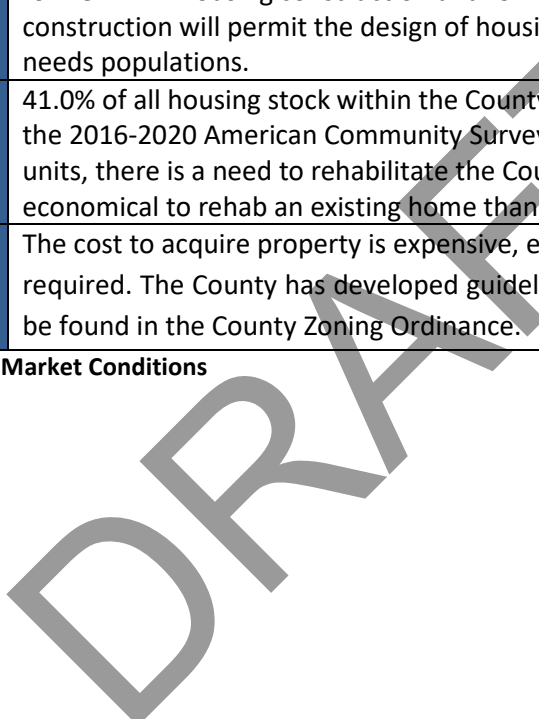 construction will permit the design of housi
needs populations.
41.0% of all housing stock within the County
the 2016-2020 American Community Survey
units, there is a need to rehabilitate the Cou
economical to rehab an existing home than
The cost to acquire property is expensive, e
required. The County has developed guidel
be found in the County Zoning Ordinance.
Market Conditions
DRAFT